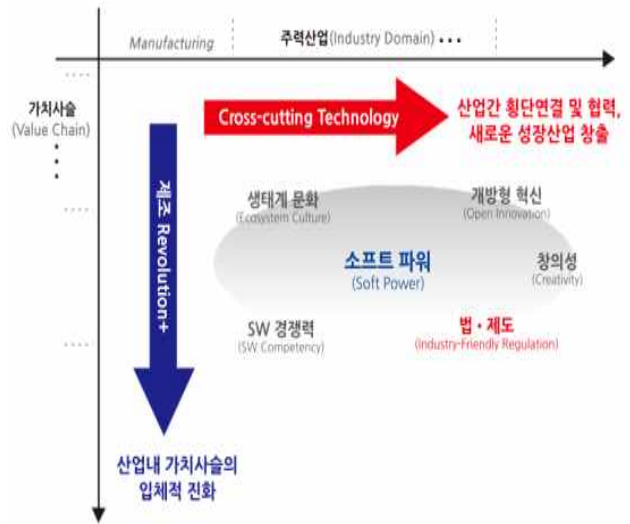 Manufacturing
주력산업(Industry Domain) • • •
가치사슬
(Value Chain)
Cross-cutting Technology
산업간 횡단연결 및 협력,
새로운 성장산업 창출
제조 Revolution+
생태계 문화
(Ecosystem Culture)
개방형 혁신
(Open Innovation)
소프트 파워
(Soft Power)
창의성
(Creativity)
SW 경쟁력
(SW Competency)
법・제도
(Industry-Friendly Regulation)
산업내 가치사슬의
입체적 진화